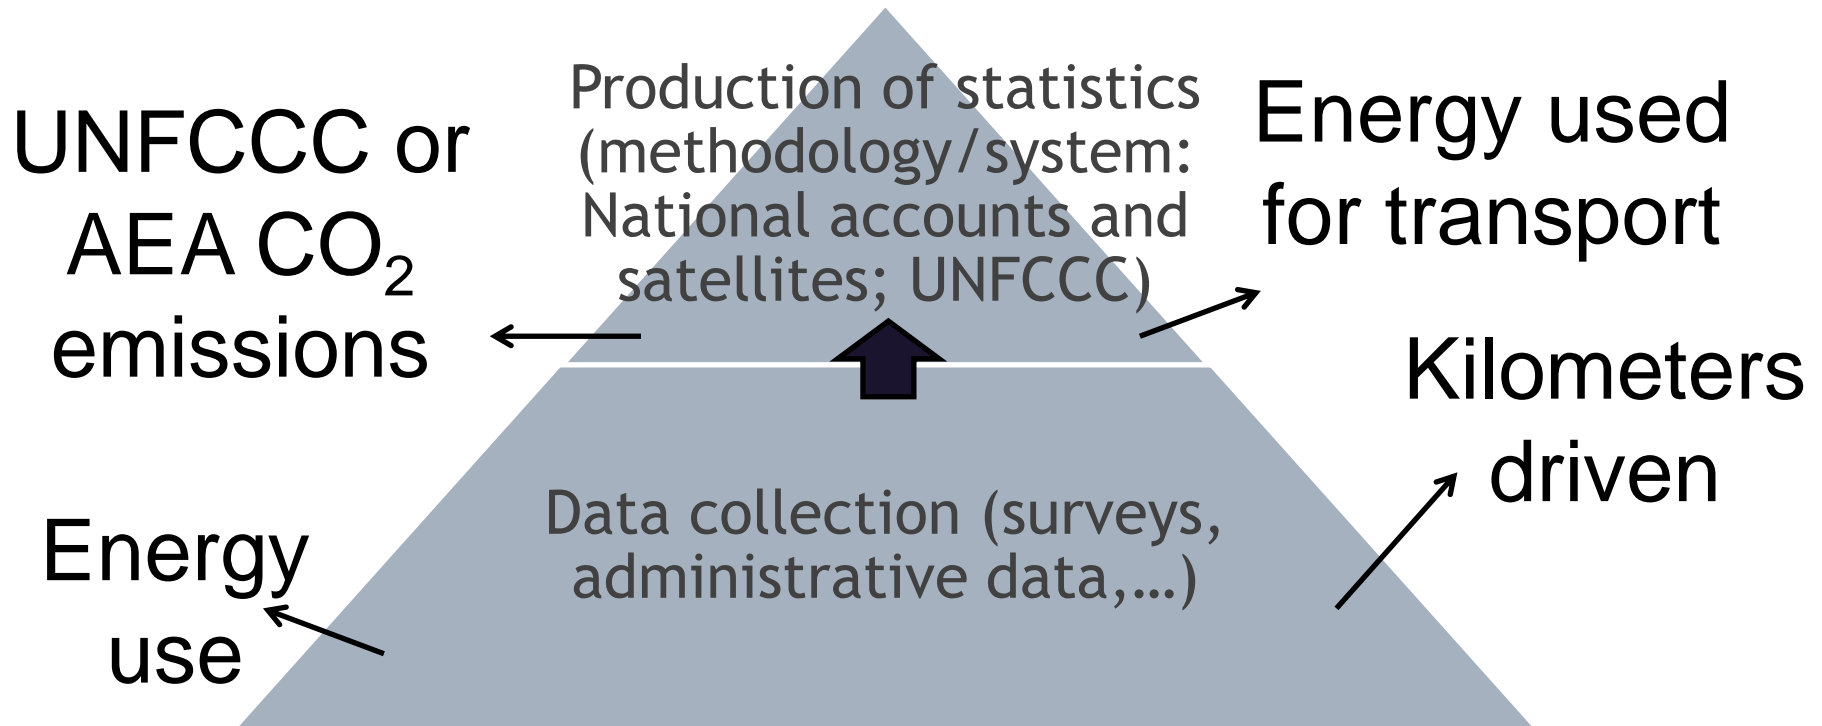 Production of statistics
(methodology/system:
National accounts and
satellites; UNFCCC)
UNFCCC or
AEA CO₂
emissions
Energy used
for transport
Kilometers
driven
Data collection (surveys,
administrative data,…)
Energy
use